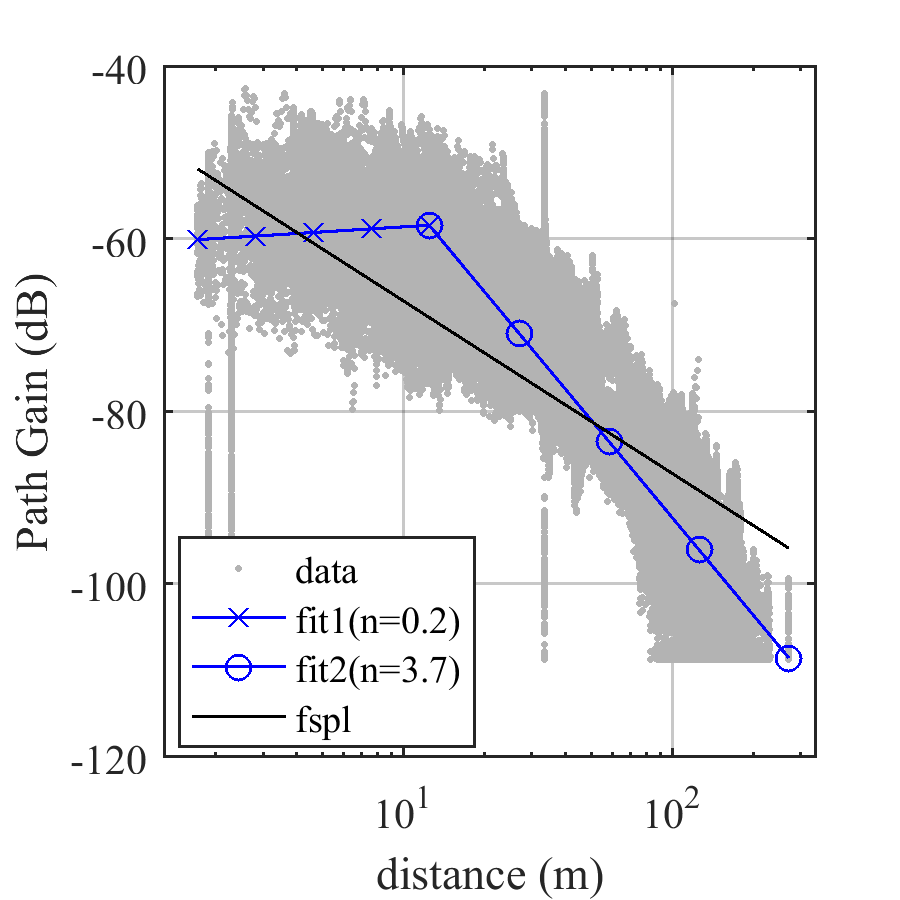 -40
-60
-80
-100
-120
Path Gain (dB)
data
fit1(n=0.2)
fit2(n=3.7)
fspl
10^1 10^2
distance (m)